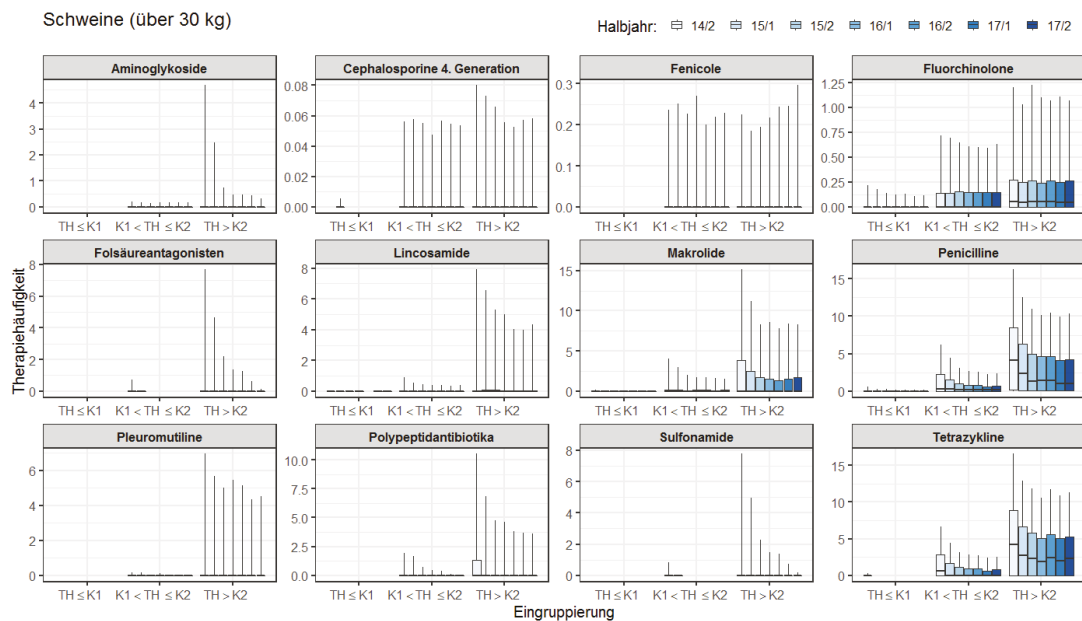 Schweine (über 30 kg)
Halbjahr: 14/2 15/1 15/2 16/1 16/2 17/1 17/2
Aminoglykoside
Cephalosporine 4. Generation
Fenicole
Fluorchinolone
4
3
2
1
0
0.08
0.06
0.04
0.02
0.00
0.3
0.2
0.1
0.0
1.25
1.00
0.75
0.50
0.25
0.00
TH ≤ K1 K1 < TH ≤ K2 TH > K2
TH ≤ K1 K1 < TH ≤ K2 TH > K2
TH ≤ K1 K1 < TH ≤ K2 TH > K2
TH ≤ K1 K1 < TH ≤ K2 TH > K2
Therapiehäufigkeit
Folsäureantagonisten
Lincosamide
Makrolide
Penicilline
8
6
4
2
0
8
6
4
2
0
15
10
5
0
15
10
5
0
TH ≤ K1 K1 < TH ≤ K2 TH > K2
TH ≤ K1 K1 < TH ≤ K2 TH > K2
TH ≤ K1 K1 < TH ≤ K2 TH > K2
TH ≤ K1 K1 < TH ≤ K2 TH > K2
Pleuromutiline
Polypeptidantibiotika
Sulfonamide
Tetrazykline
6
4
2
0
10.0
7.5
5.0
2.5
0.0
8
6
4
2
0
15
10
5
0
TH ≤ K1 K1 < TH ≤ K2 TH > K2
TH ≤ K1 K1 < TH ≤ K2 TH > K2
TH ≤ K1 K1 < TH ≤ K2 TH > K2
TH ≤ K1 K1 < TH ≤ K2 TH > K2
Eingruppierung